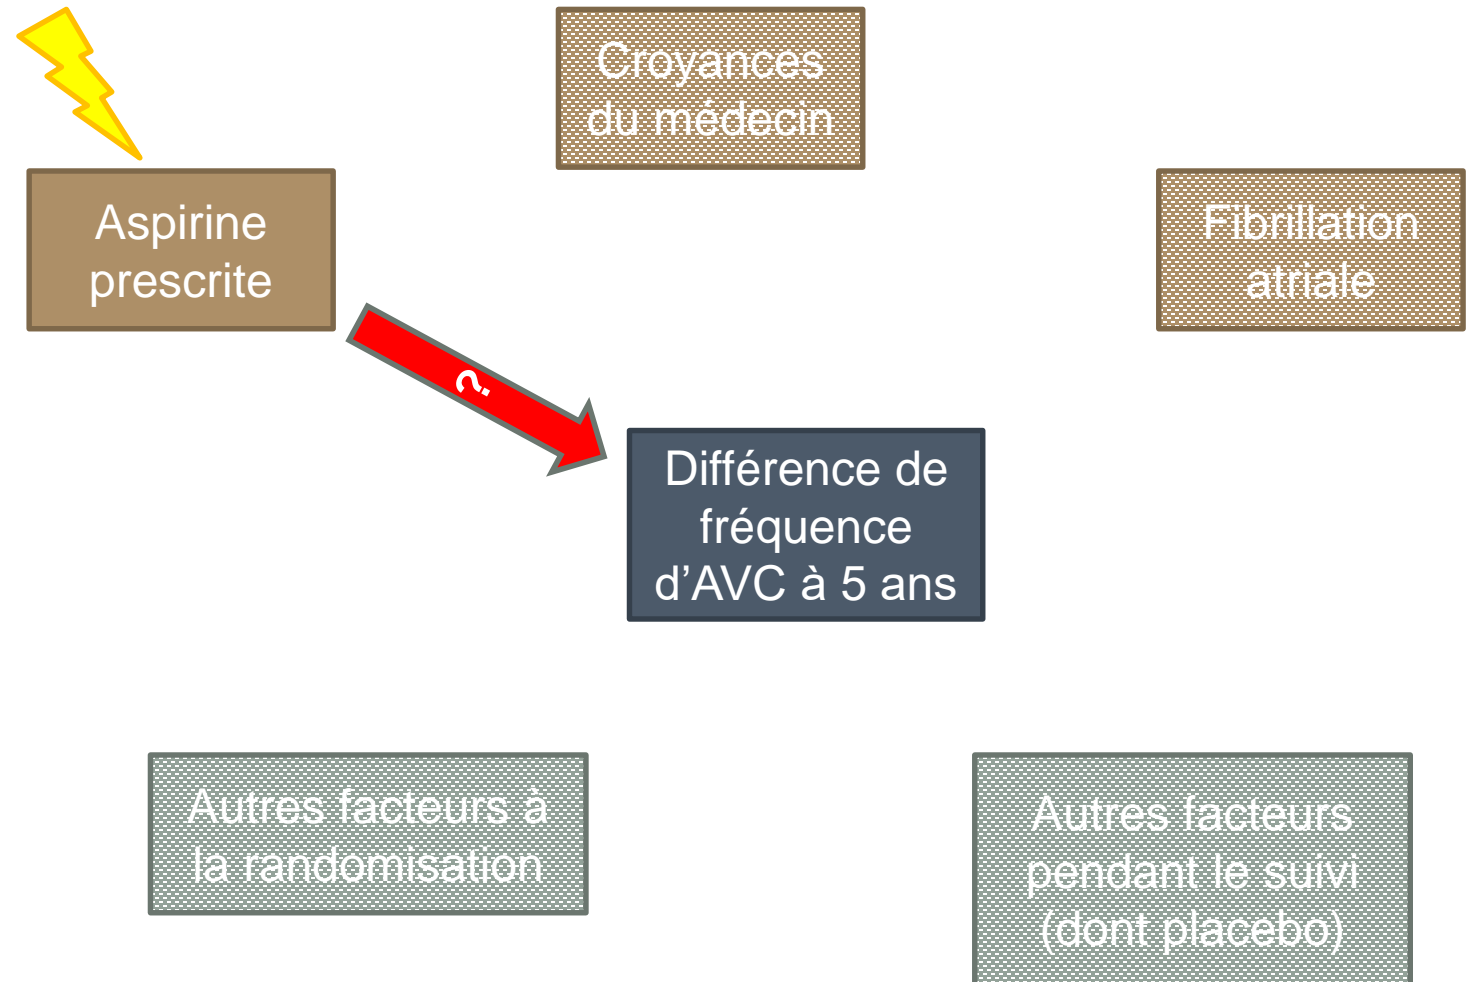 Croyances
du médecin
Aspirine
prescrite
Fibrillation
atriale
?
Différence de
fréquence
d’AVC à 5 ans
Autres facteurs à
la randomisation
Autres facteurs
pendant le suivi
(dont placebo)